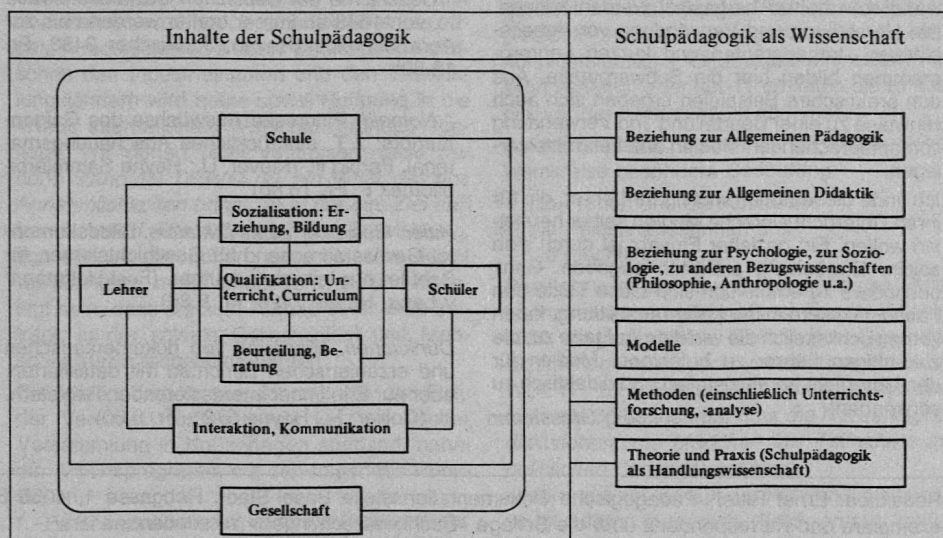 Inhalte der Schulpädagogik
Schule
Sozialisation: Er-
ziehung, Bildung
Lehrer
Qualifikation: Un-
terricht, Curriculum
Schüler
Beurteilung, Be-
ratung
Interaktion, Kommunikation
Gesellschaft
Schulpädagogik als Wissenschaft
Beziehung zur Allgemeinen Pädagogik
Beziehung zur Allgemeinen Didaktik
Beziehung zur Psychologie, zur Sozio-
logie, zu anderen Bezugswissenschaften
(Philosophie, Anthropologie u.a.)
Modelle
Methoden (einschließlich Unterrichts-
forschung, -analyse)
Theorie und Praxis (Schulpädagogik
als Handlungswissenschaft)